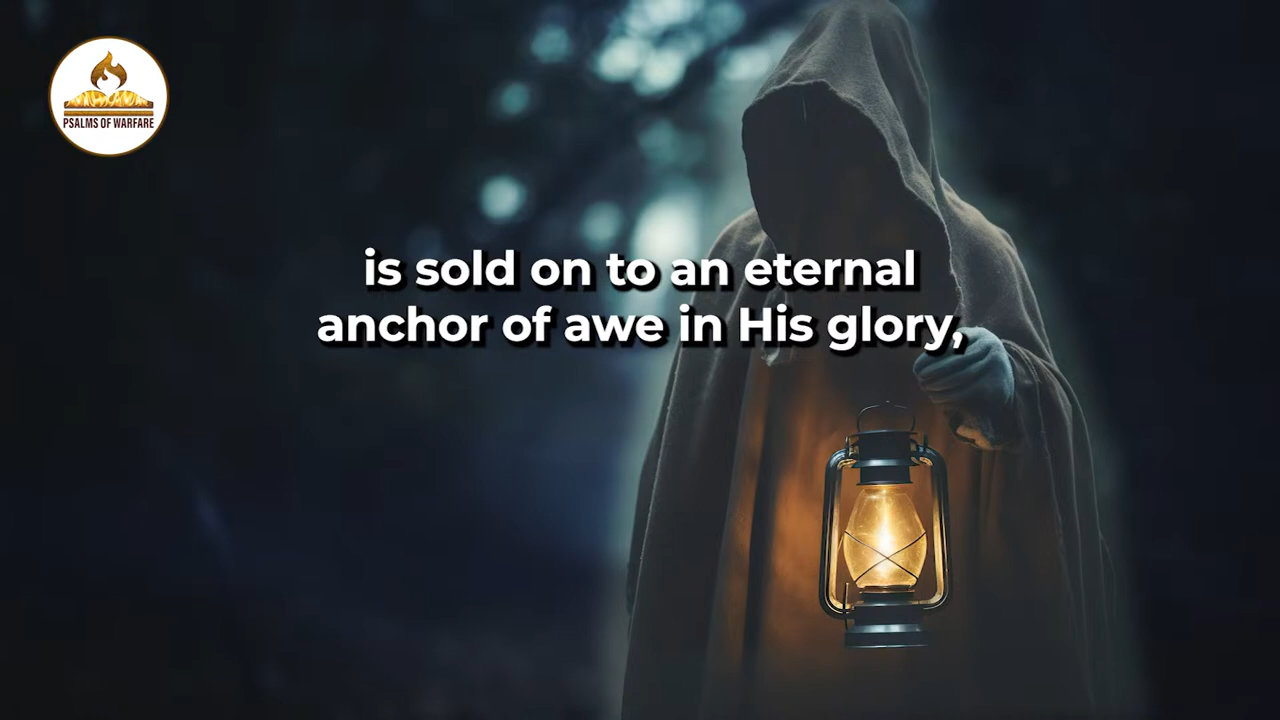 PSALMS OF WARFARE
is sold on to an eternal
anchor of awe in His glory,